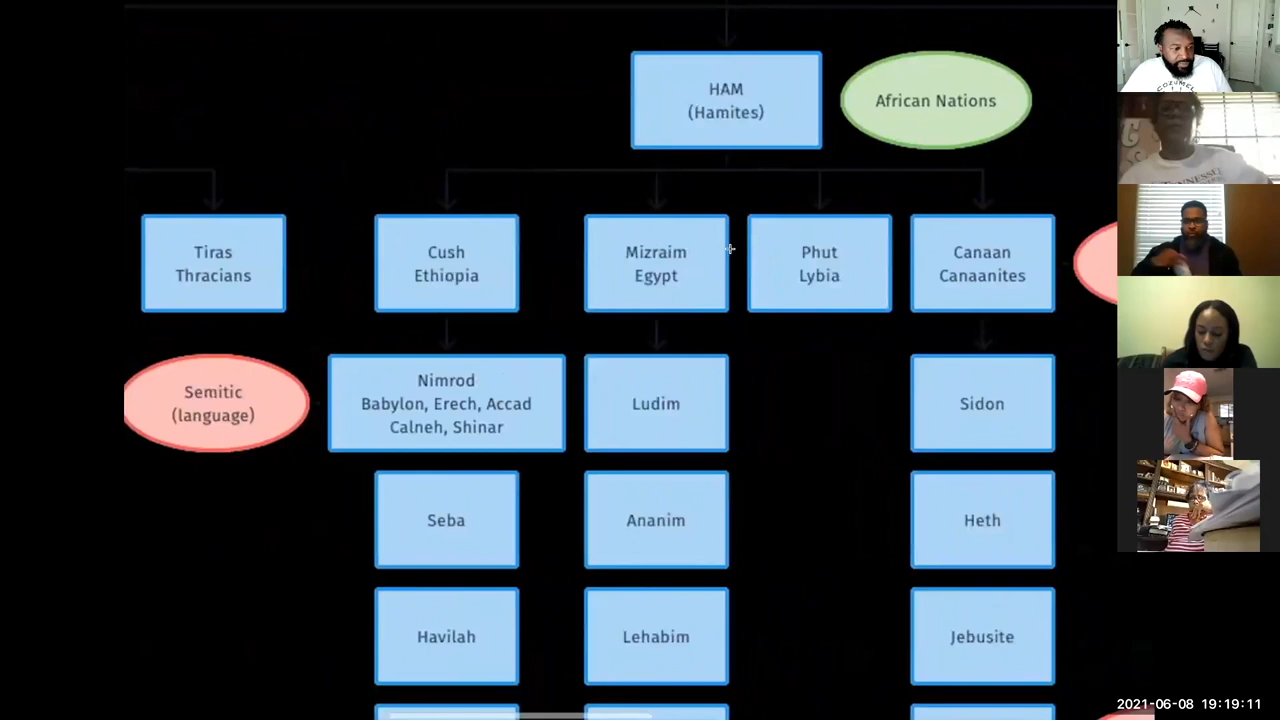 HAM
(Hamites)
African Nations
Tiras
Thracians
Cush
Ethiopia
Mizraim
Egypt
Phut
Lybia
Canaan
Canaanites
Semitic
(language)
Nimrod
Babylon, Erech, Accad
Calneh, Shinar
Ludim
Sidon
Seba
Ananim
Heth
Havilah
Lehabim
Jebusite
COZUMEL
2021-06-08 19:19:11